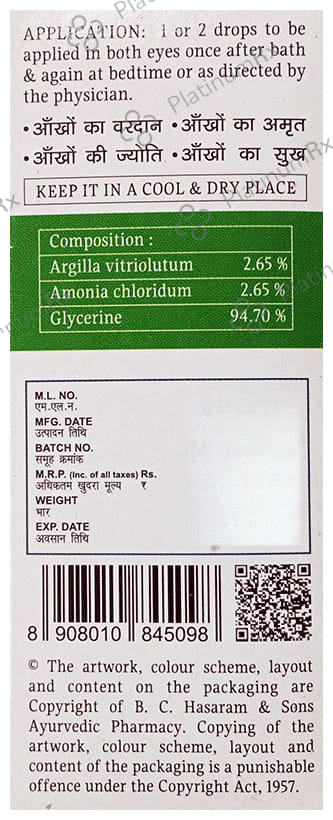 APPLICATION: 1 or 2 drops to be
applied in both eyes once after bath
& again at bedtime or as directed by
the physician.
•आँखों का वरदान •आँखों का अमृत
•आँखों की ज्योति •आँखों का सुख
KEEP IT IN A COOL & DRY PLACE
Composition :
Argilla vitriolutum 2.65 %
Amonia chloridum 2.65 %
Glycerine 94.70 %
M.L. NO.
एम.एल.न.
MFG. DATE
उत्पादन तिथि
BATCH NO.
समूह क्रमांक
M.R.P. (Inc. of all taxes) Rs.
अधिकतम खुदरा मूल्य ₹
WEIGHT
भार
EXP. DATE
अवसान तिथि
8 908010 845098
© The artwork, colour scheme, layout
and content on the packaging are
Copyright of B. C. Hasaram & Sons
Ayurvedic Pharmacy. Copying of the
artwork, colour scheme, layout and
content of the packaging is a punishable
offence under the Copyright Act, 1957.
PlatinumRx